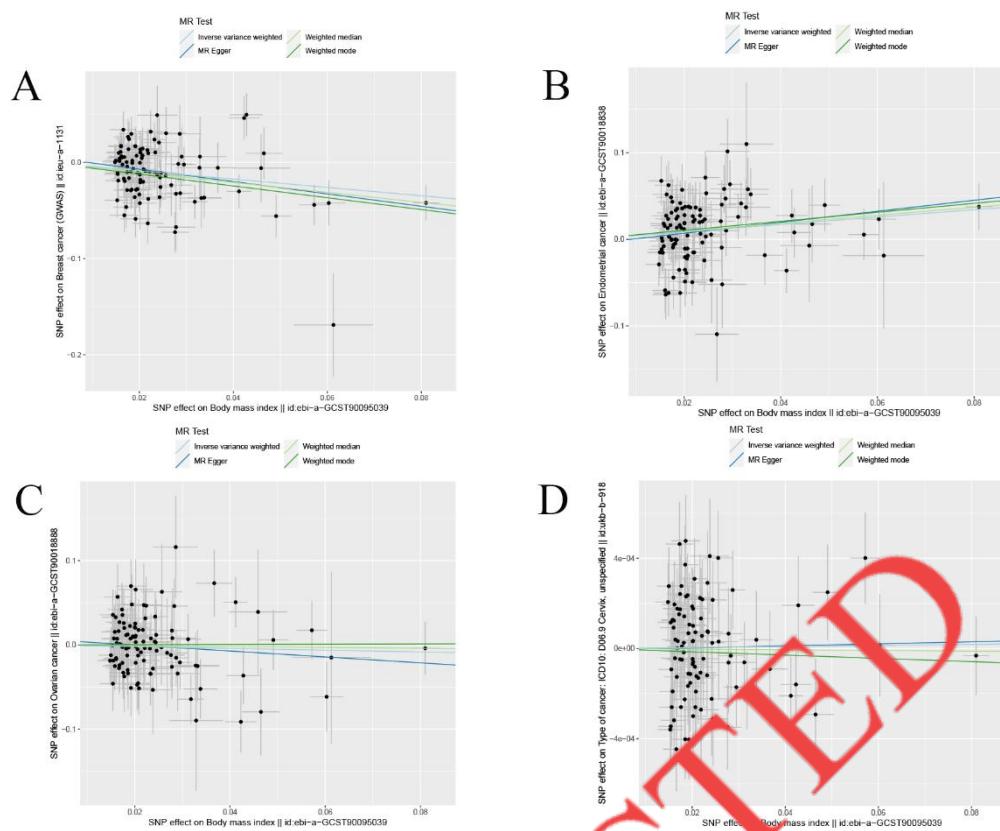 MR Test
Inverse variance weighted
Weighted median
MR Egger
Weighted mode
A
SNP effect on Breast cancer (GWAS) || id:ieu-a-1131
0.0
−0.1
−0.2
0.02
0.04
0.06
0.08
SNP effect on Body mass index || id:ebi-a-GCST90095039
MR Test
Inverse variance weighted
Weighted median
MR Egger
Weighted mode
B
SNP effect on Endometrial cancer || id:ebi-a-GCST90018838
0.1
0.0
−0.1
0.02
0.04
0.06
0.08
SNP effect on Body mass index || id:ebi-a-GCST90095039
MR Test
Inverse variance weighted
Weighted median
MR Egger
Weighted mode
C
SNP effect on Ovarian cancer || id:ebi-a-GCST90018888
0.1
0.0
−0.1
0.02
0.04
0.06
0.08
SNP effect on Body mass index || id:ebi-a-GCST90095039
MR Test
Inverse variance weighted
Weighted median
MR Egger
Weighted mode
D
SNP effect on Type of cancer: ICD10: D06.9 Cervix, unspecified || id:ukb-b-918
4e−04
0e+00
−4e−04
0.02
0.04
0.06
0.08
Body mass index || id:ebi-a-GCST90095039
CTED